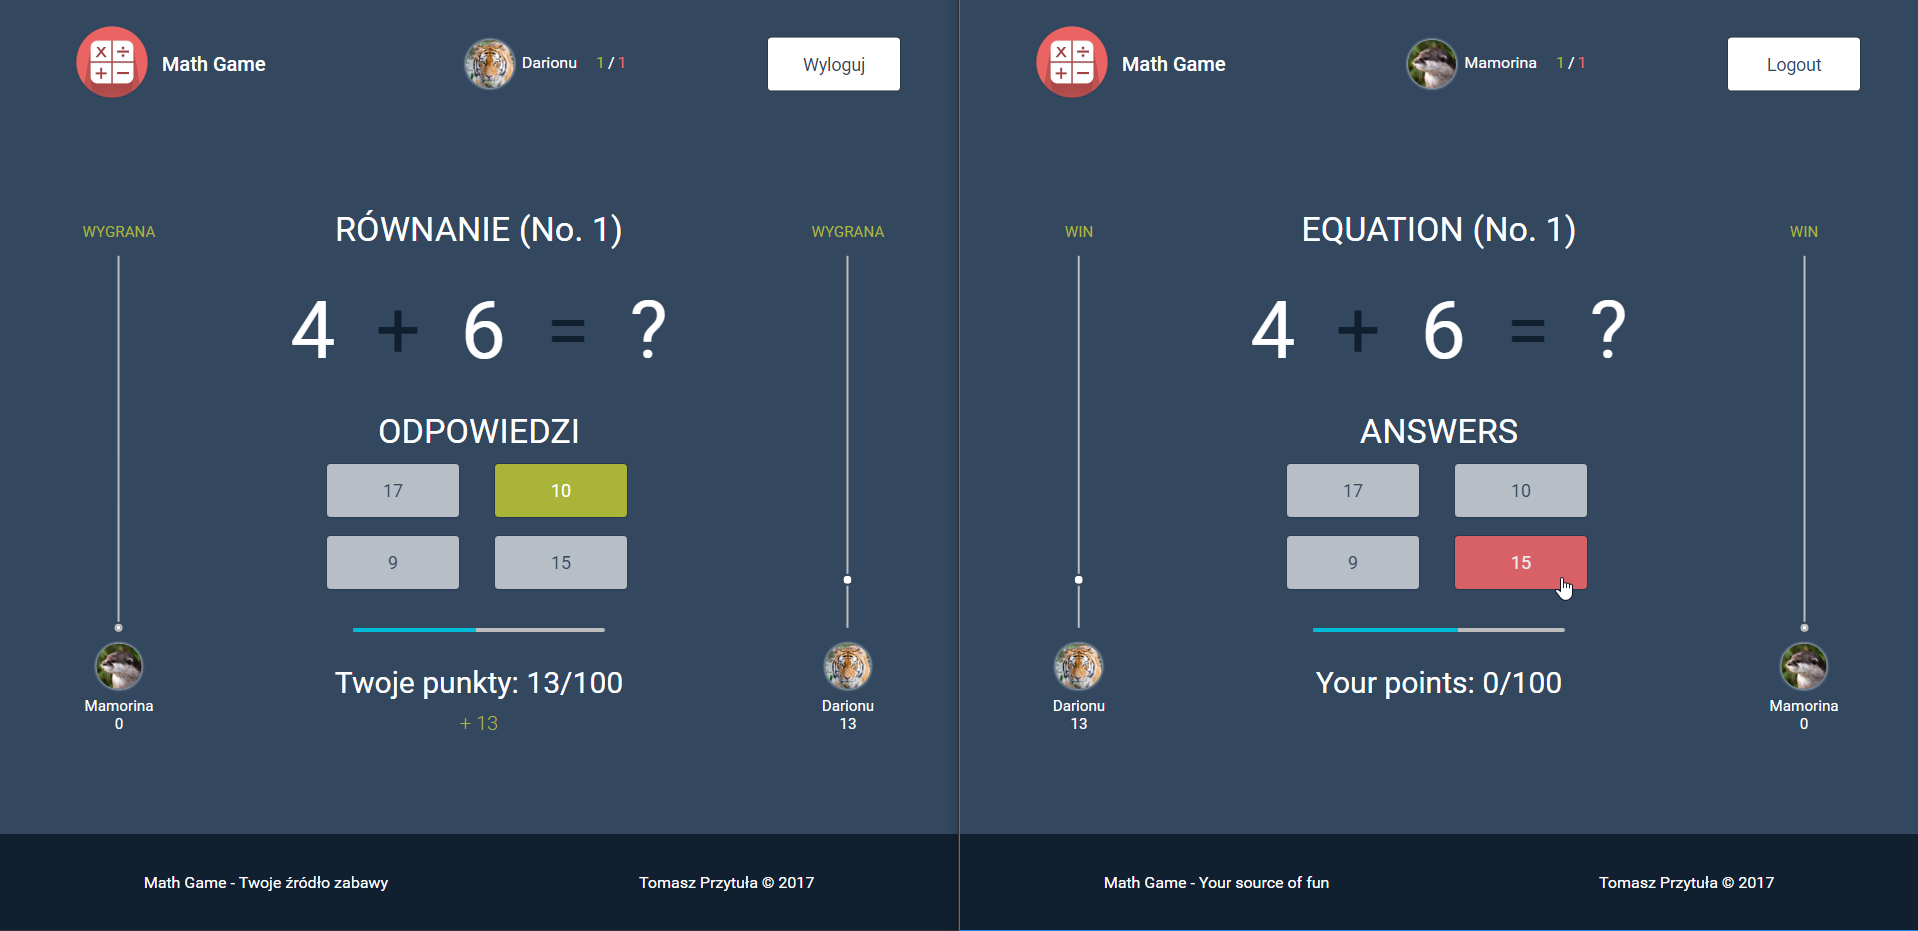 Math Game
Darionu 1 / 1
Wyloguj
WYGRANA
RÓWNANIE (No. 1)
WYGRANA
4 + 6 = ?
ODPOWIEDZI
17
10
9
15
Twoje punkty: 13/100
+ 13
Mamorina
0
Darionu
13
Math Game - Twoje źródło zabawy
Tomasz Przytuła © 2017
Math Game
Mamorina 1 / 1
Logout
WIN
EQUATION (No. 1)
WIN
4 + 6 = ?
ANSWERS
17
10
9
15
Your points: 0/100
Darionu
13
Mamorina
0
Math Game - Your source of fun
Tomasz Przytuła © 2017